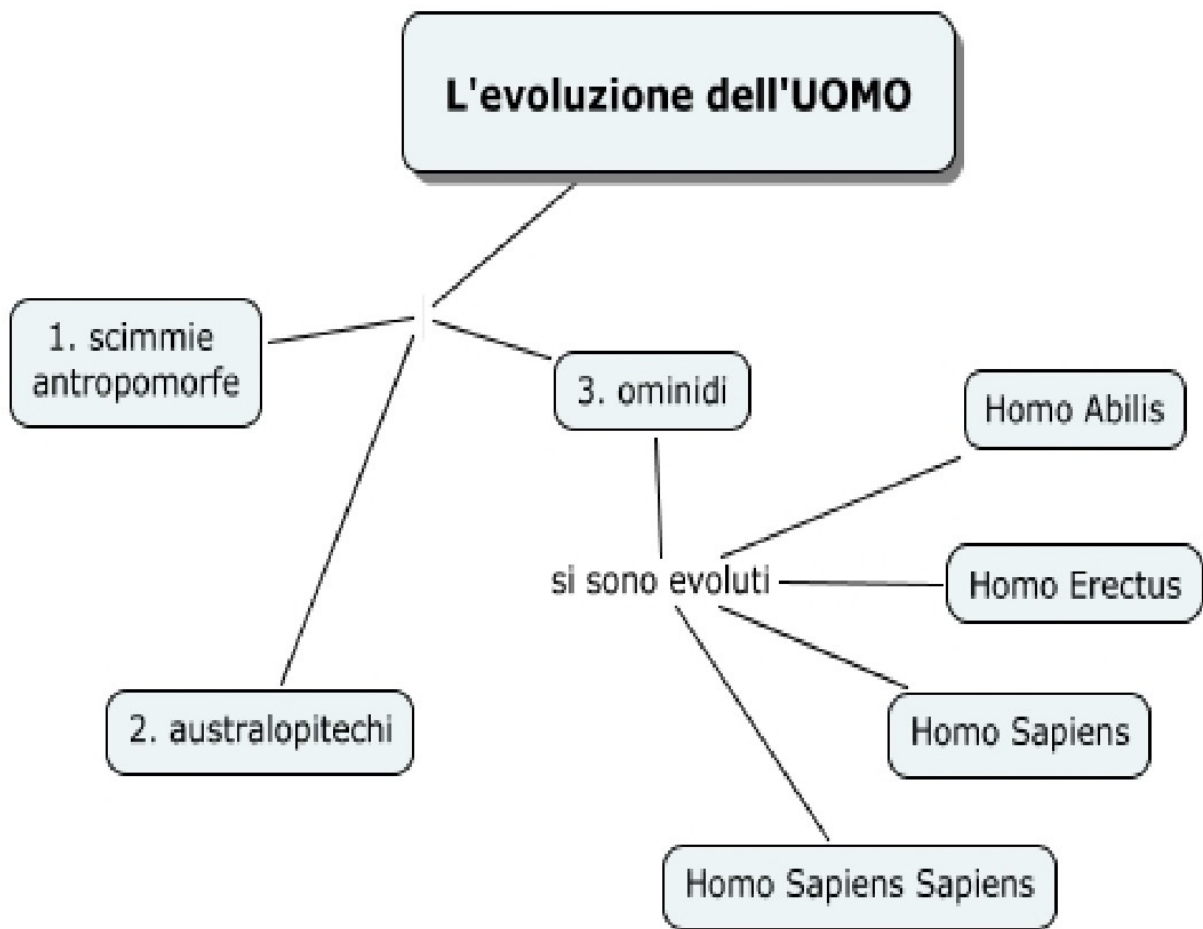 L'evoluzione dell'UOMO
1. scimmie
antropomorfe
2. australopitechi
3. ominidi
si sono evoluti
Homo Abilis
Homo Erectus
Homo Sapiens
Homo Sapiens Sapiens